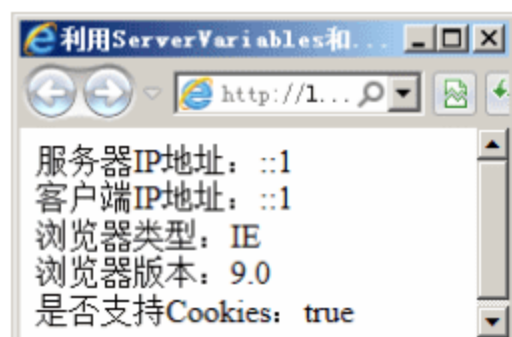 利用ServerVariables和...
http://l...
服务器IP地址：::1
客户端IP地址：::1
浏览器类型：IE
浏览器版本：9.0
是否支持Cookies：true